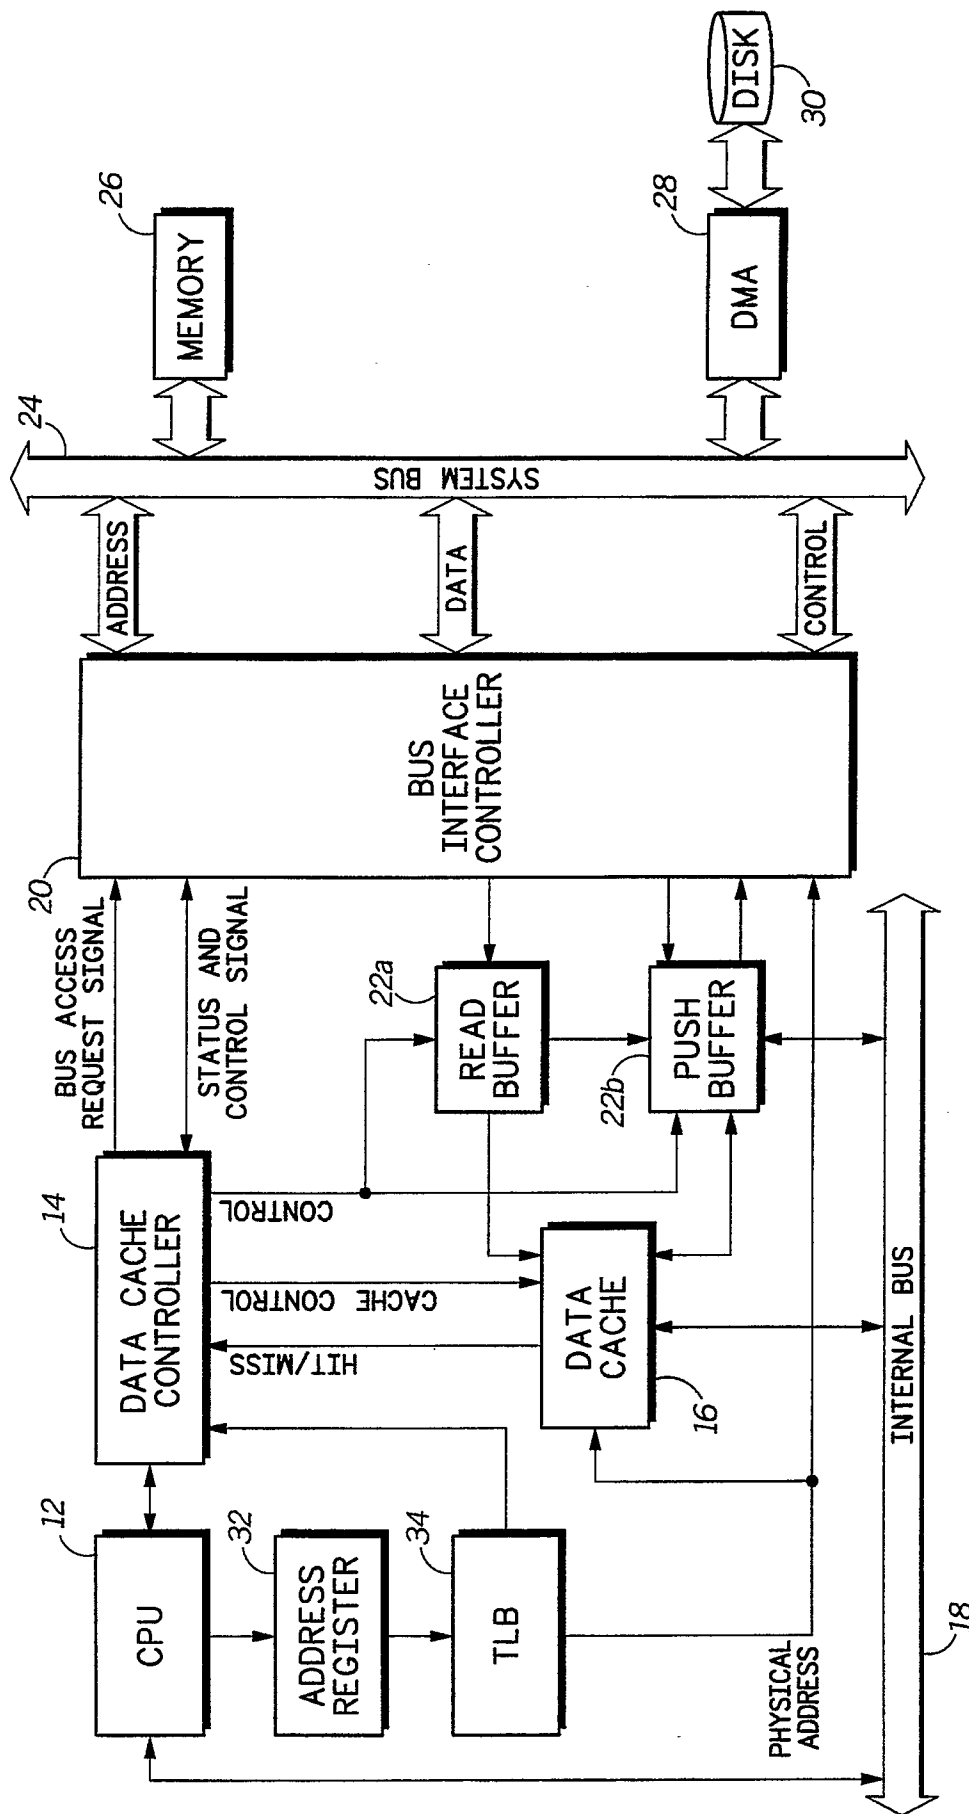 12
CPU
32
ADDRESS
REGISTER
34
TLB
PHYSICAL
ADDRESS
14
DATA CACHE
CONTROLLER
HIT/MISS
CACHE CONTROL
CONTROL
DATA
CACHE
16
BUS ACCESS
REQUEST SIGNAL
STATUS AND
CONTROL SIGNAL
22a
READ
BUFFER
22b
PUSH
BUFFER
INTERNAL BUS
18
20
BUS
INTERFACE
CONTROLLER
ADDRESS
DATA
CONTROL
24
SYSTEM BUS
26
MEMORY
28
DMA
DISK
30